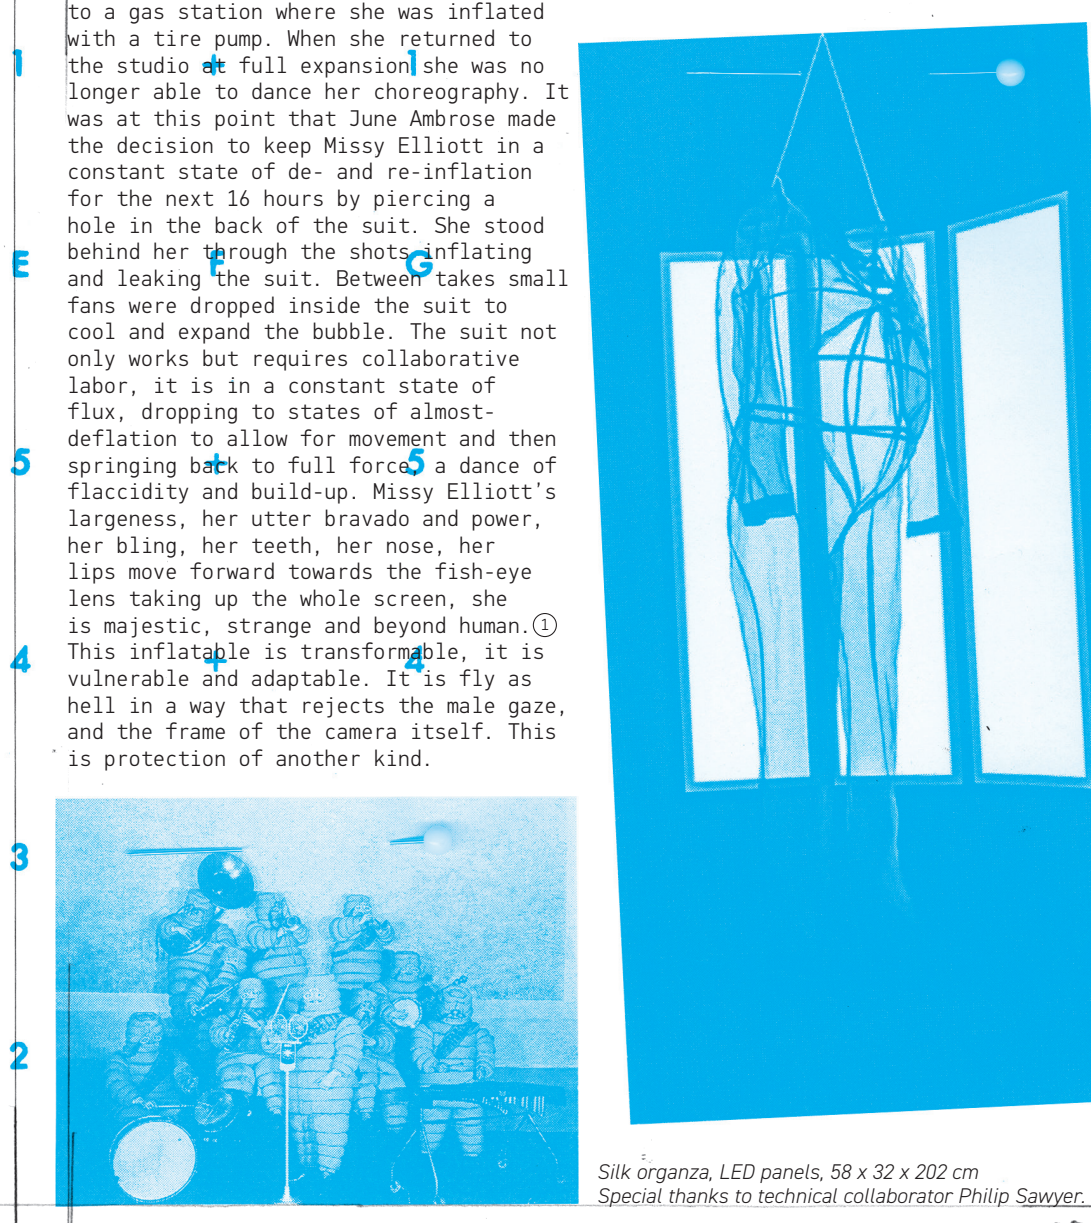 to a gas station where she was inflated
with a tire pump. When she returned to
the studio at full expansion she was no
longer able to dance her choreography. It
was at this point that June Ambrose made
the decision to keep Missy Elliott in a
constant state of de- and re-inflation
for the next 16 hours by piercing a
hole in the back of the suit. She stood
behind her through the shots inflating
and leaking the suit. Between takes small
fans were dropped inside the suit to
cool and expand the bubble. The suit not
only works but requires collaborative
labor, it is in a constant state of
flux, dropping to states of almost-
deflation to allow for movement and then
springing back to full force, a dance of
flaccidity and build-up. Missy Elliott's
largeness, her utter bravado and power,
her bling, her teeth, her nose, her
lips move forward towards the fish-eye
lens taking up the whole screen, she
is majestic, strange and beyond human.①
This inflatable is transformable, it is
vulnerable and adaptable. It is fly as
hell in a way that rejects the male gaze,
and the frame of the camera itself. This
is protection of another kind.
1 + 1
E F G
5 + 5
4 + 4
3
2
Silk organza, LED panels, 58 x 32 x 202 cm
Special thanks to technical collaborator Philip Sawyer.